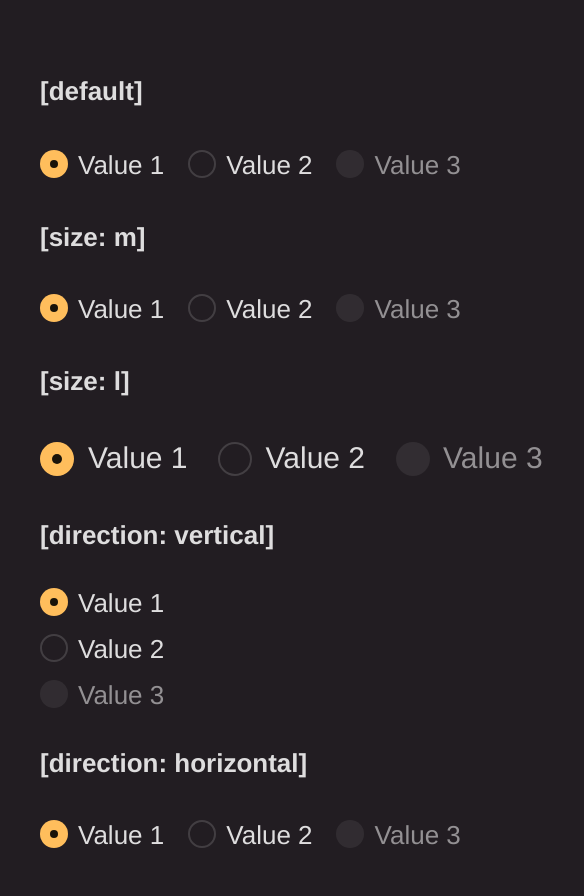 [default]
Value 1 Value 2 Value 3
[size: m]
Value 1 Value 2 Value 3
[size: l]
Value 1 Value 2 Value 3
[direction: vertical]
Value 1
Value 2
Value 3
[direction: horizontal]
Value 1 Value 2 Value 3